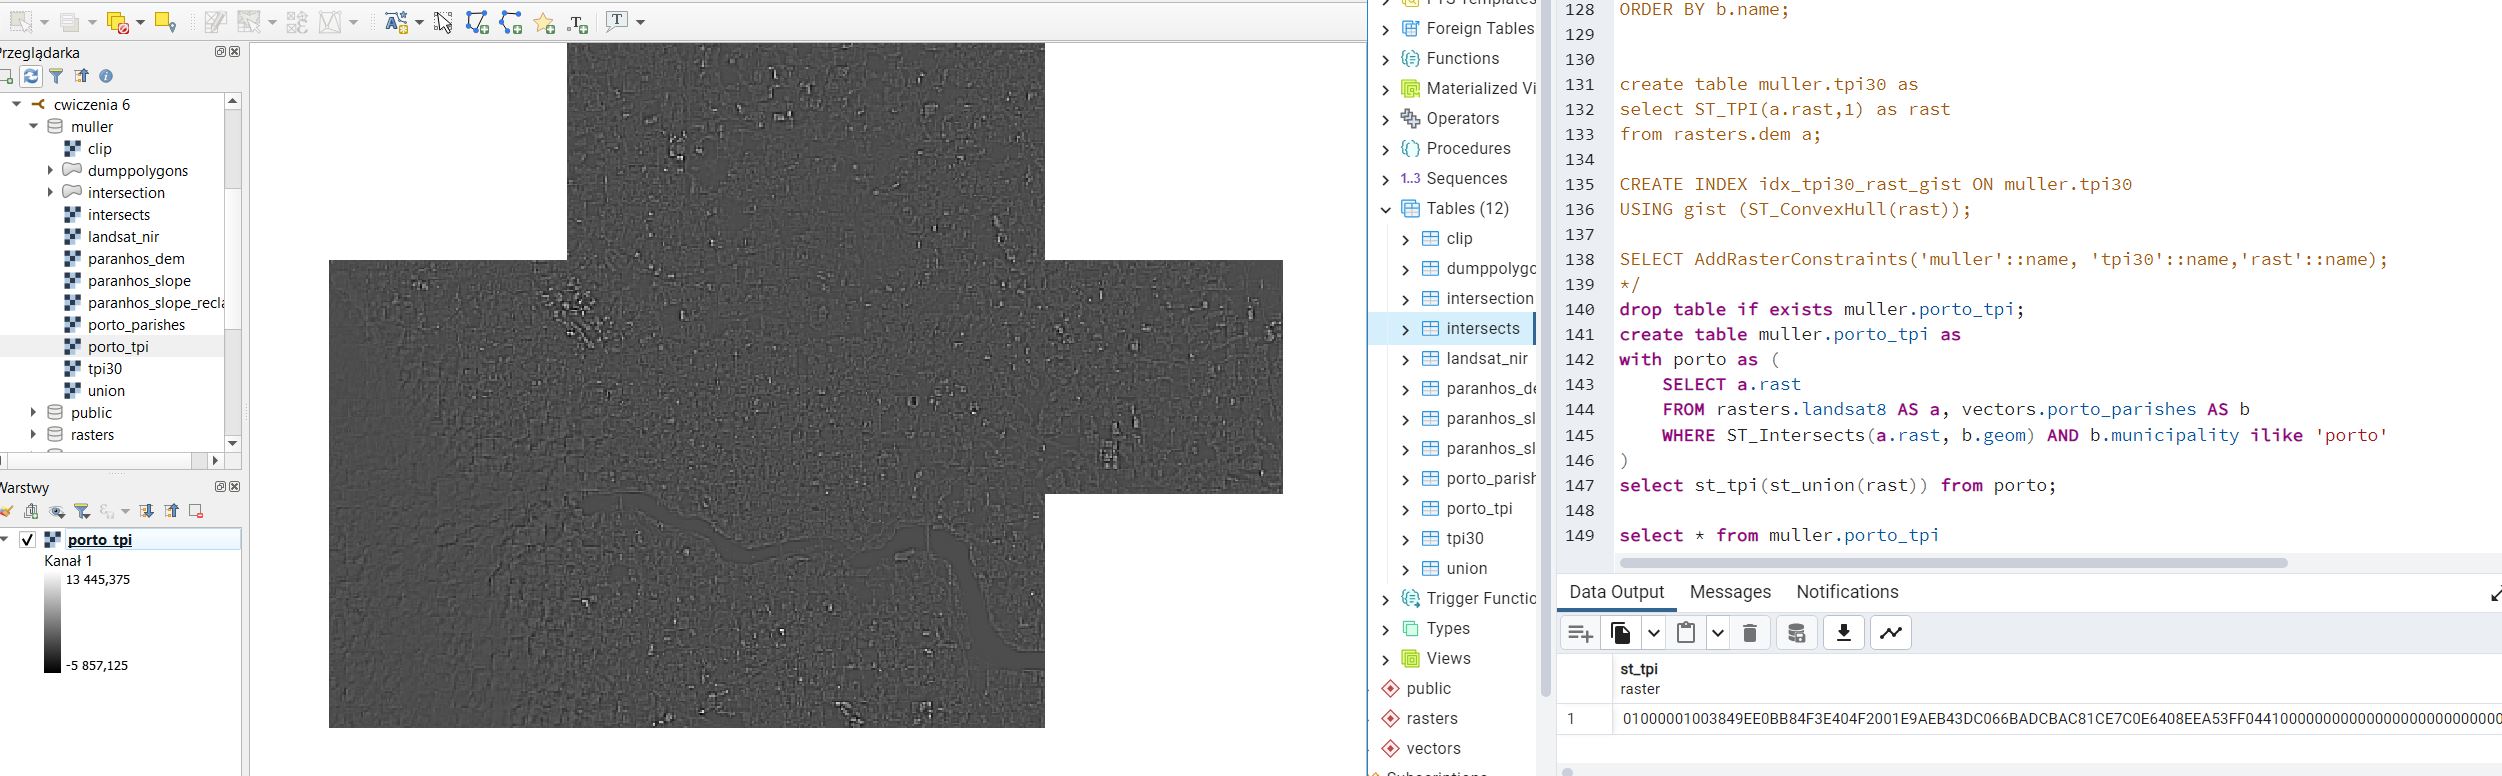 Przeglądarka
cwiczenia 6
muller
clip
dumppolygons
intersection
intersects
landsat_nir
paranhos_dem
paranhos_slope
paranhos_slope_recla
porto_parishes
porto_tpi
tpi30
union
public
rasters
Warstwy
porto_tpi
Kanał 1
13 445,375
-5 857,125
FTS Templates
Foreign Tables
Functions
Materialized Vi
Operators
Procedures
1..3 Sequences
Tables (12)
clip
dumppolygo
intersection
intersects
landsat_nir
paranhos_de
paranhos_sl
paranhos_sl
porto_parish
porto_tpi
tpi30
union
Trigger Functio
Types
Views
public
rasters
vectors
Subscriptions
128 ORDER BY b.name;
129
130
131 create table muller.tpi30 as
132 select ST_TPI(a.rast,1) as rast
133 from rasters.dem a;
134
135 CREATE INDEX idx_tpi30_rast_gist ON muller.tpi30
136 USING gist (ST_ConvexHull(rast));
137
138 SELECT AddRasterConstraints('muller'::name, 'tpi30'::name,'rast'::name);
139 */
140 drop table if exists muller.porto_tpi;
141 create table muller.porto_tpi as
142 with porto as (
143 SELECT a.rast
144 FROM rasters.landsat8 AS a, vectors.porto_parishes AS b
145 WHERE ST_Intersects(a.rast, b.geom) AND b.municipality ilike 'porto'
146 )
147 select st_tpi(st_union(rast)) from porto;
148
149 select * from muller.porto_tpi
Data Output Messages Notifications
st_tpi
raster
1 01000001003849EE0BB84F3E404F2001E9AEB43DC066BADCBAC81CE7C0E6408EEA53FF04410000000000000000000000000